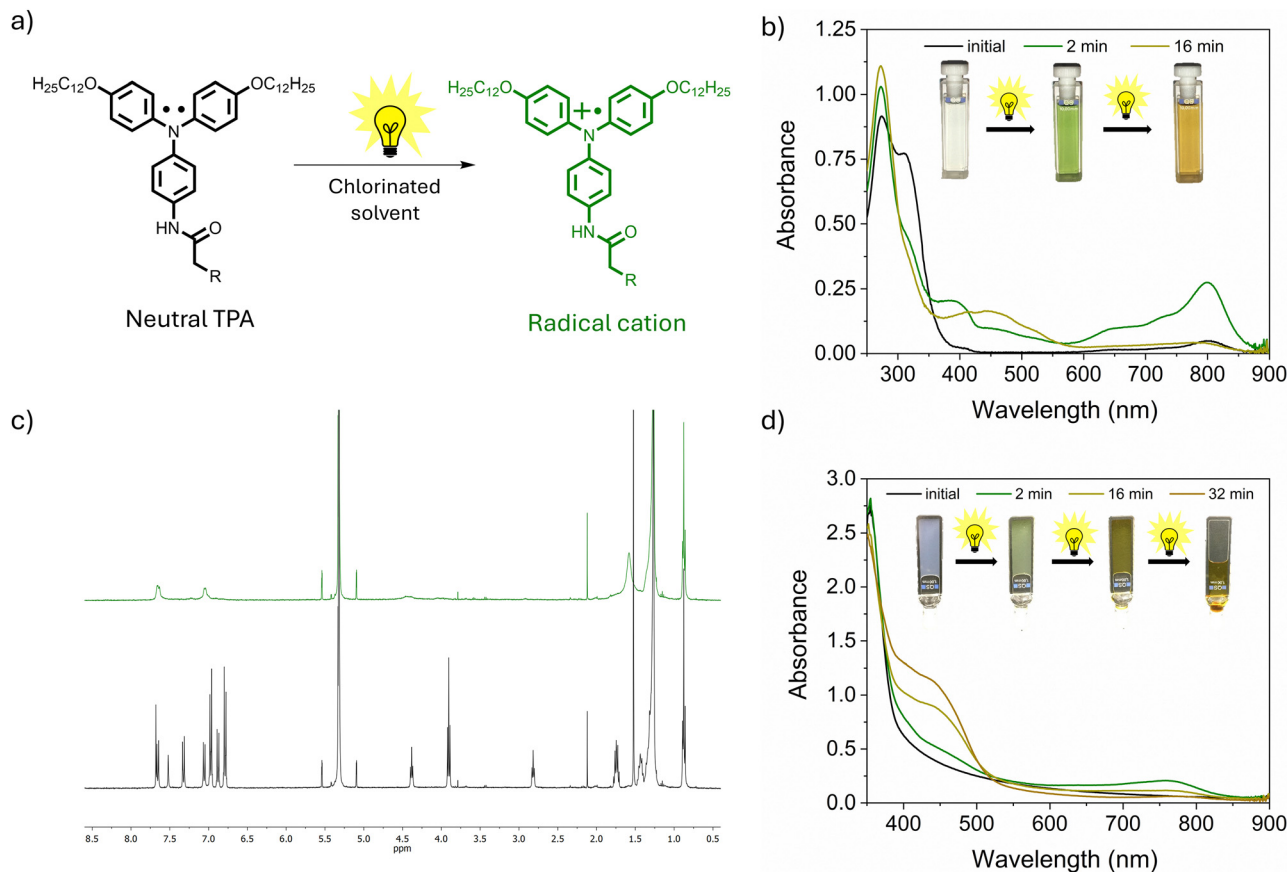 a)
H₂₅C₁₂O
OC₁₂H₂₅
N
HN
O
R
Neutral TPA
Chlorinated
solvent
H₂₅C₁₂O
OC₁₂H₂₅
+•
N
HN
O
R
Radical cation
b)
initial 2 min 16 min
Absorbance
1.25
1.00
0.75
0.50
0.25
0.00
300 400 500 600 700 800 900
Wavelength (nm)
c)
8.5 8.0 7.5 7.0 6.5 6.0 5.5 5.0 4.5 4.0 3.5 3.0 2.5 2.0 1.5 1.0 0.5
ppm
d)
initial 2 min 16 min 32 min
Absorbance
3.0
2.5
2.0
1.5
1.0
0.5
0.0
400 500 600 700 800 900
Wavelength (nm)